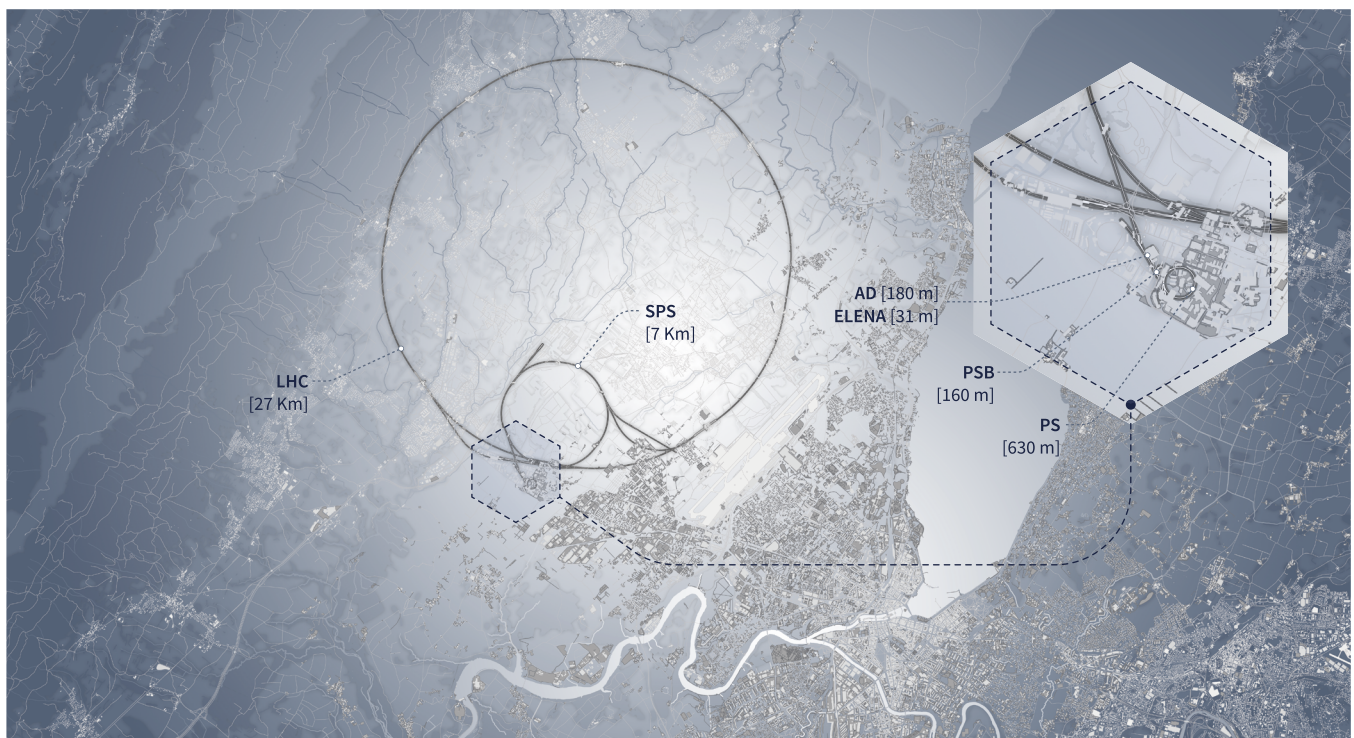 AD [180 m]
ELENA [31 m]
SPS
[7 Km]
PSB
[160 m]
LHC
[27 Km]
PS
[630 m]